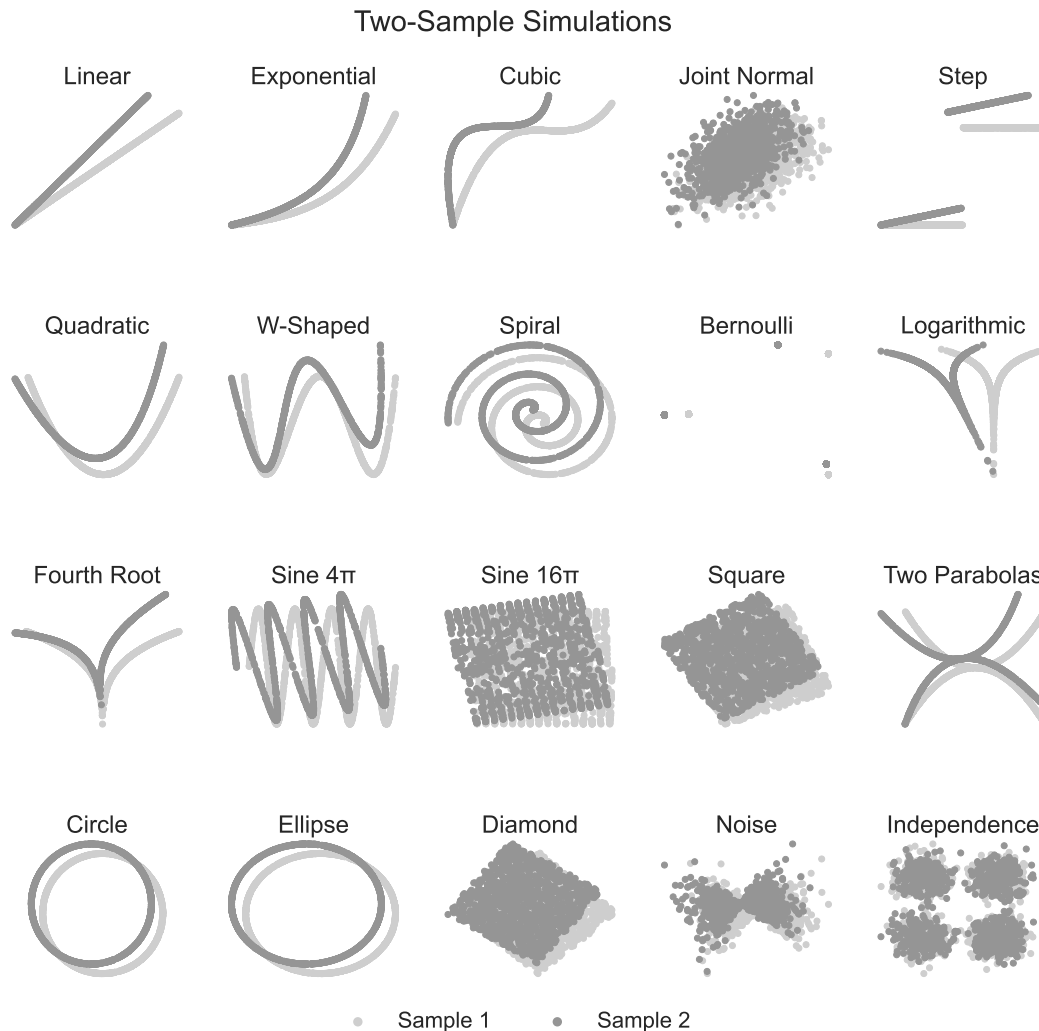 Two-Sample Simulations
Linear Exponential Cubic Joint Normal Step
Quadratic W-Shaped Spiral Bernoulli Logarithmic
Fourth Root Sine 4π Sine 16π Square Two Parabolas
Circle Ellipse Diamond Noise Independence
Sample 1 Sample 2